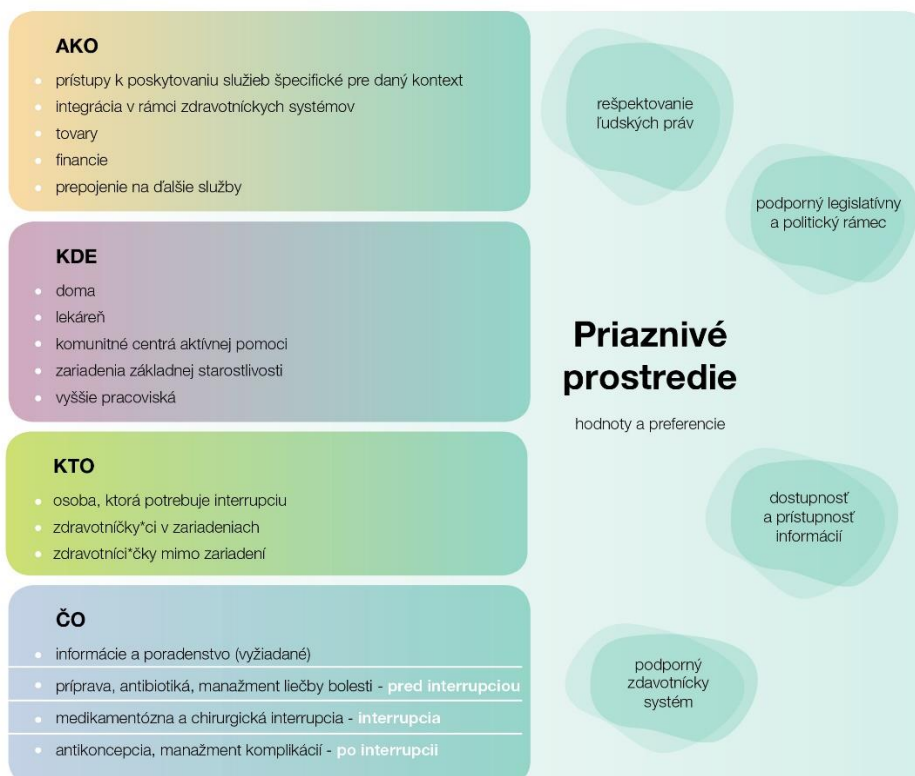 AKO
prístupy k poskytovaniu služieb špecifické pre daný kontext
integrácia v rámci zdravotníckych systémov
tovary
financie
prepojenie na ďalšie služby
KDE
doma
lekáreň
komunitné centrá aktívnej pomoci
zariadenia základnej starostlivosti
vyššie pracoviská
KTO
osoba, ktorá potrebuje interrupciu
zdravotníčky*ci v zariadeniach
zdravotníci*čky mimo zariadení
ČO
informácie a poradenstvo (vyžiadané)
príprava, antibiotiká, manažment liečby bolesti - pred interrupciou
medikamentózna a chirurgická interrupcia - interrupcia
antikoncepcia, manažment komplikácií - po interrupcii
rešpektovanie
ľudských práv
podporný legislatívny
a politický rámec
Priaznivé
prostredie
hodnoty a preferencie
dostupnosť
a prístupnosť
informácií
podporný
zdavotnícky
systém